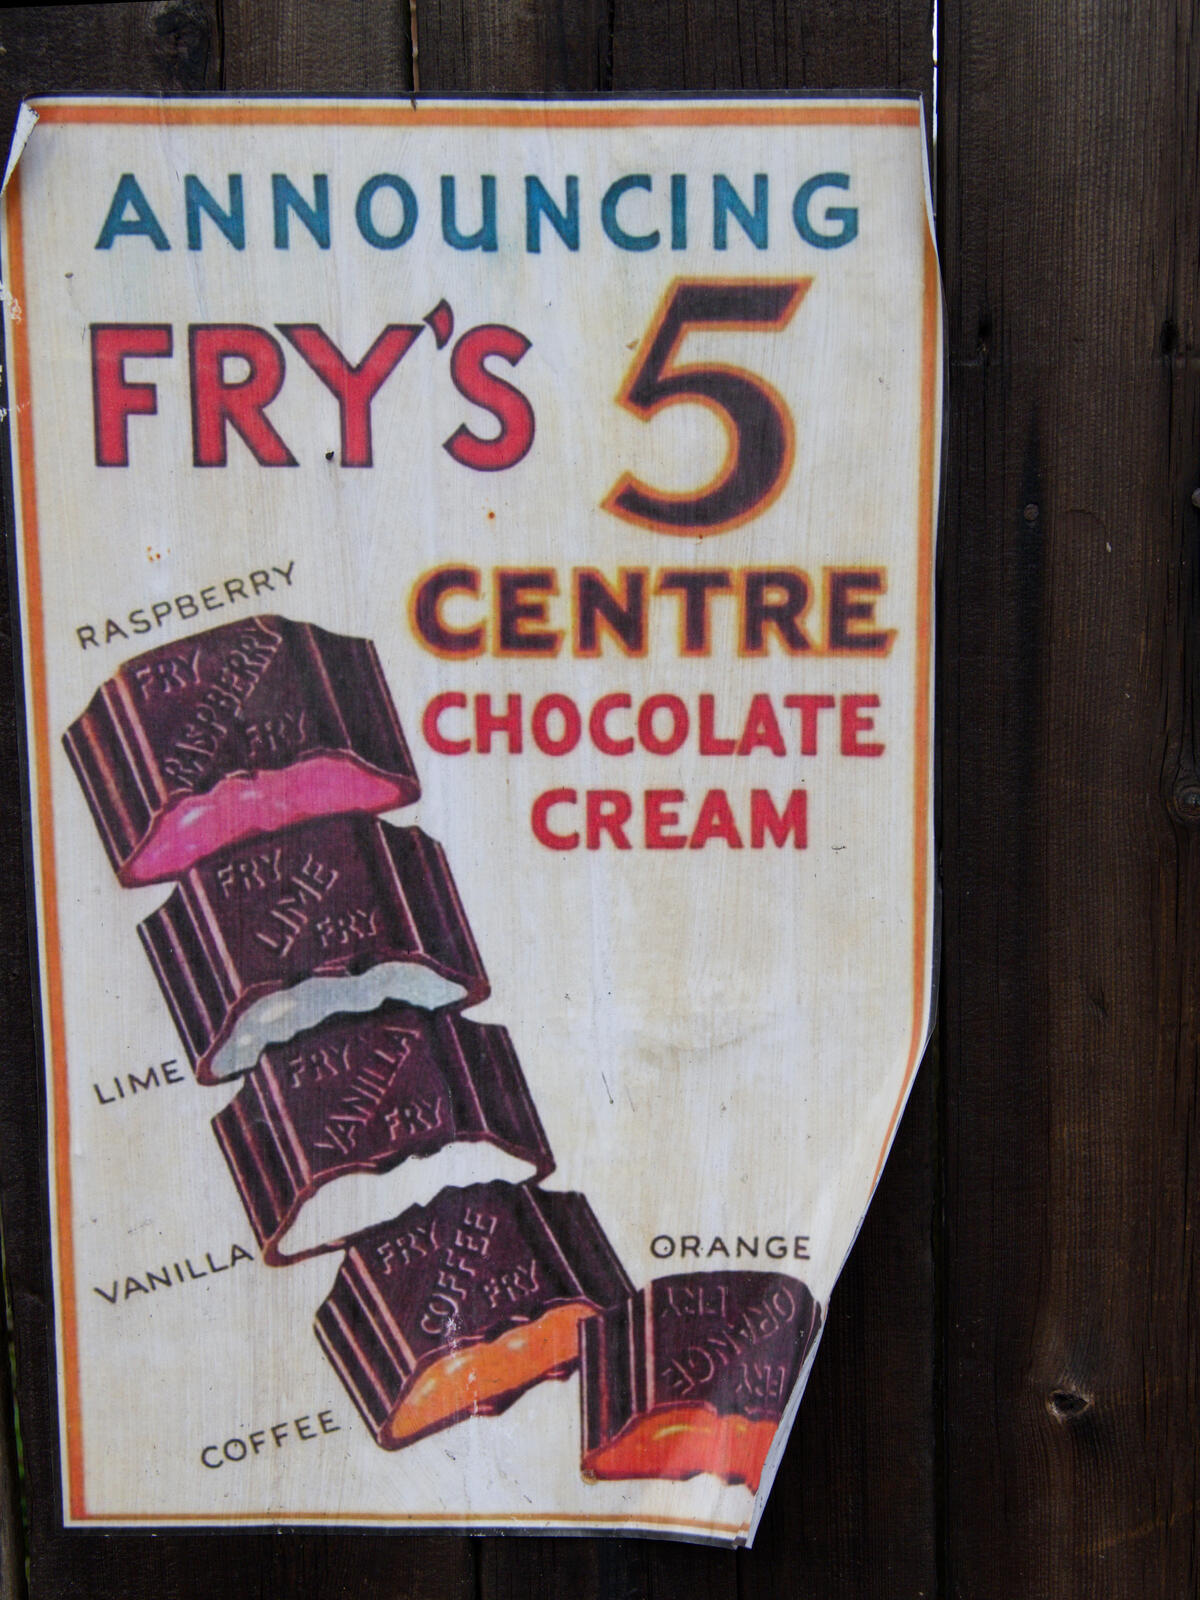 ANNOUNCING
FRY'S 5
CENTRE
CHOCOLATE
CREAM
RASPBERRY
FRY
RASPBERRY
FRY
FRY
LIME
FRY
LIME
FRY
VANILLA
FRY
VANILLA
FRY
COFFEE
FRY
COFFEE
ORANGE
FRY
ORANGE
FRY